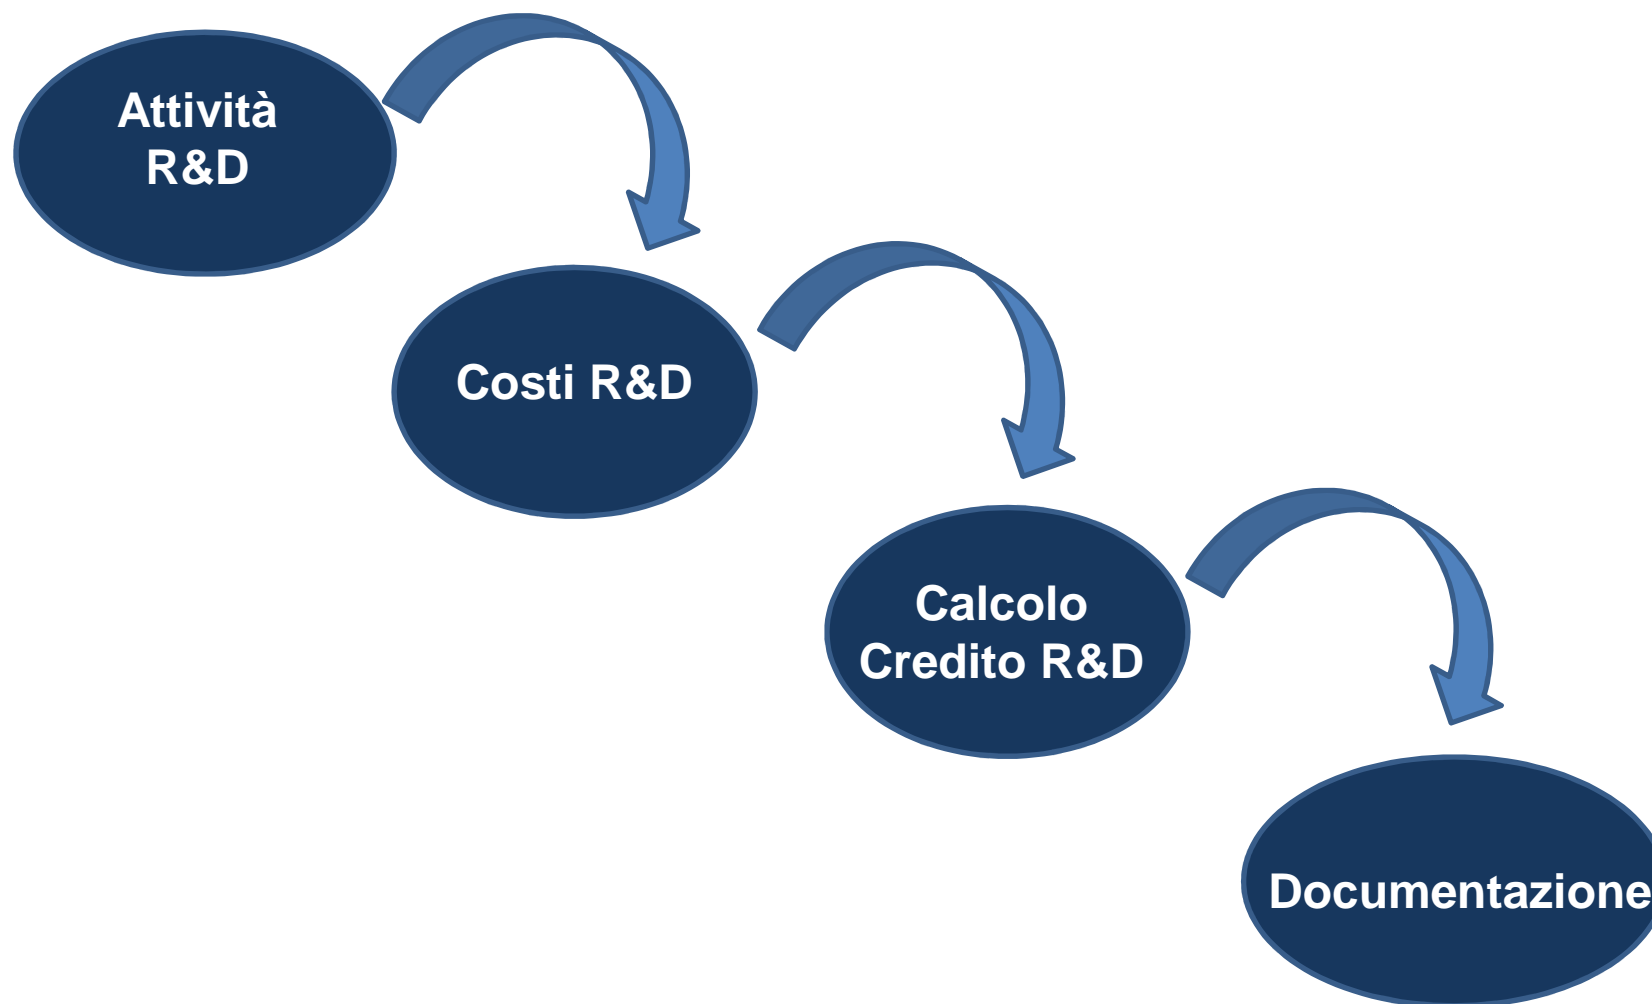 Attività
R&D
Costi R&D
Calcolo
Credito R&D
Documentazione